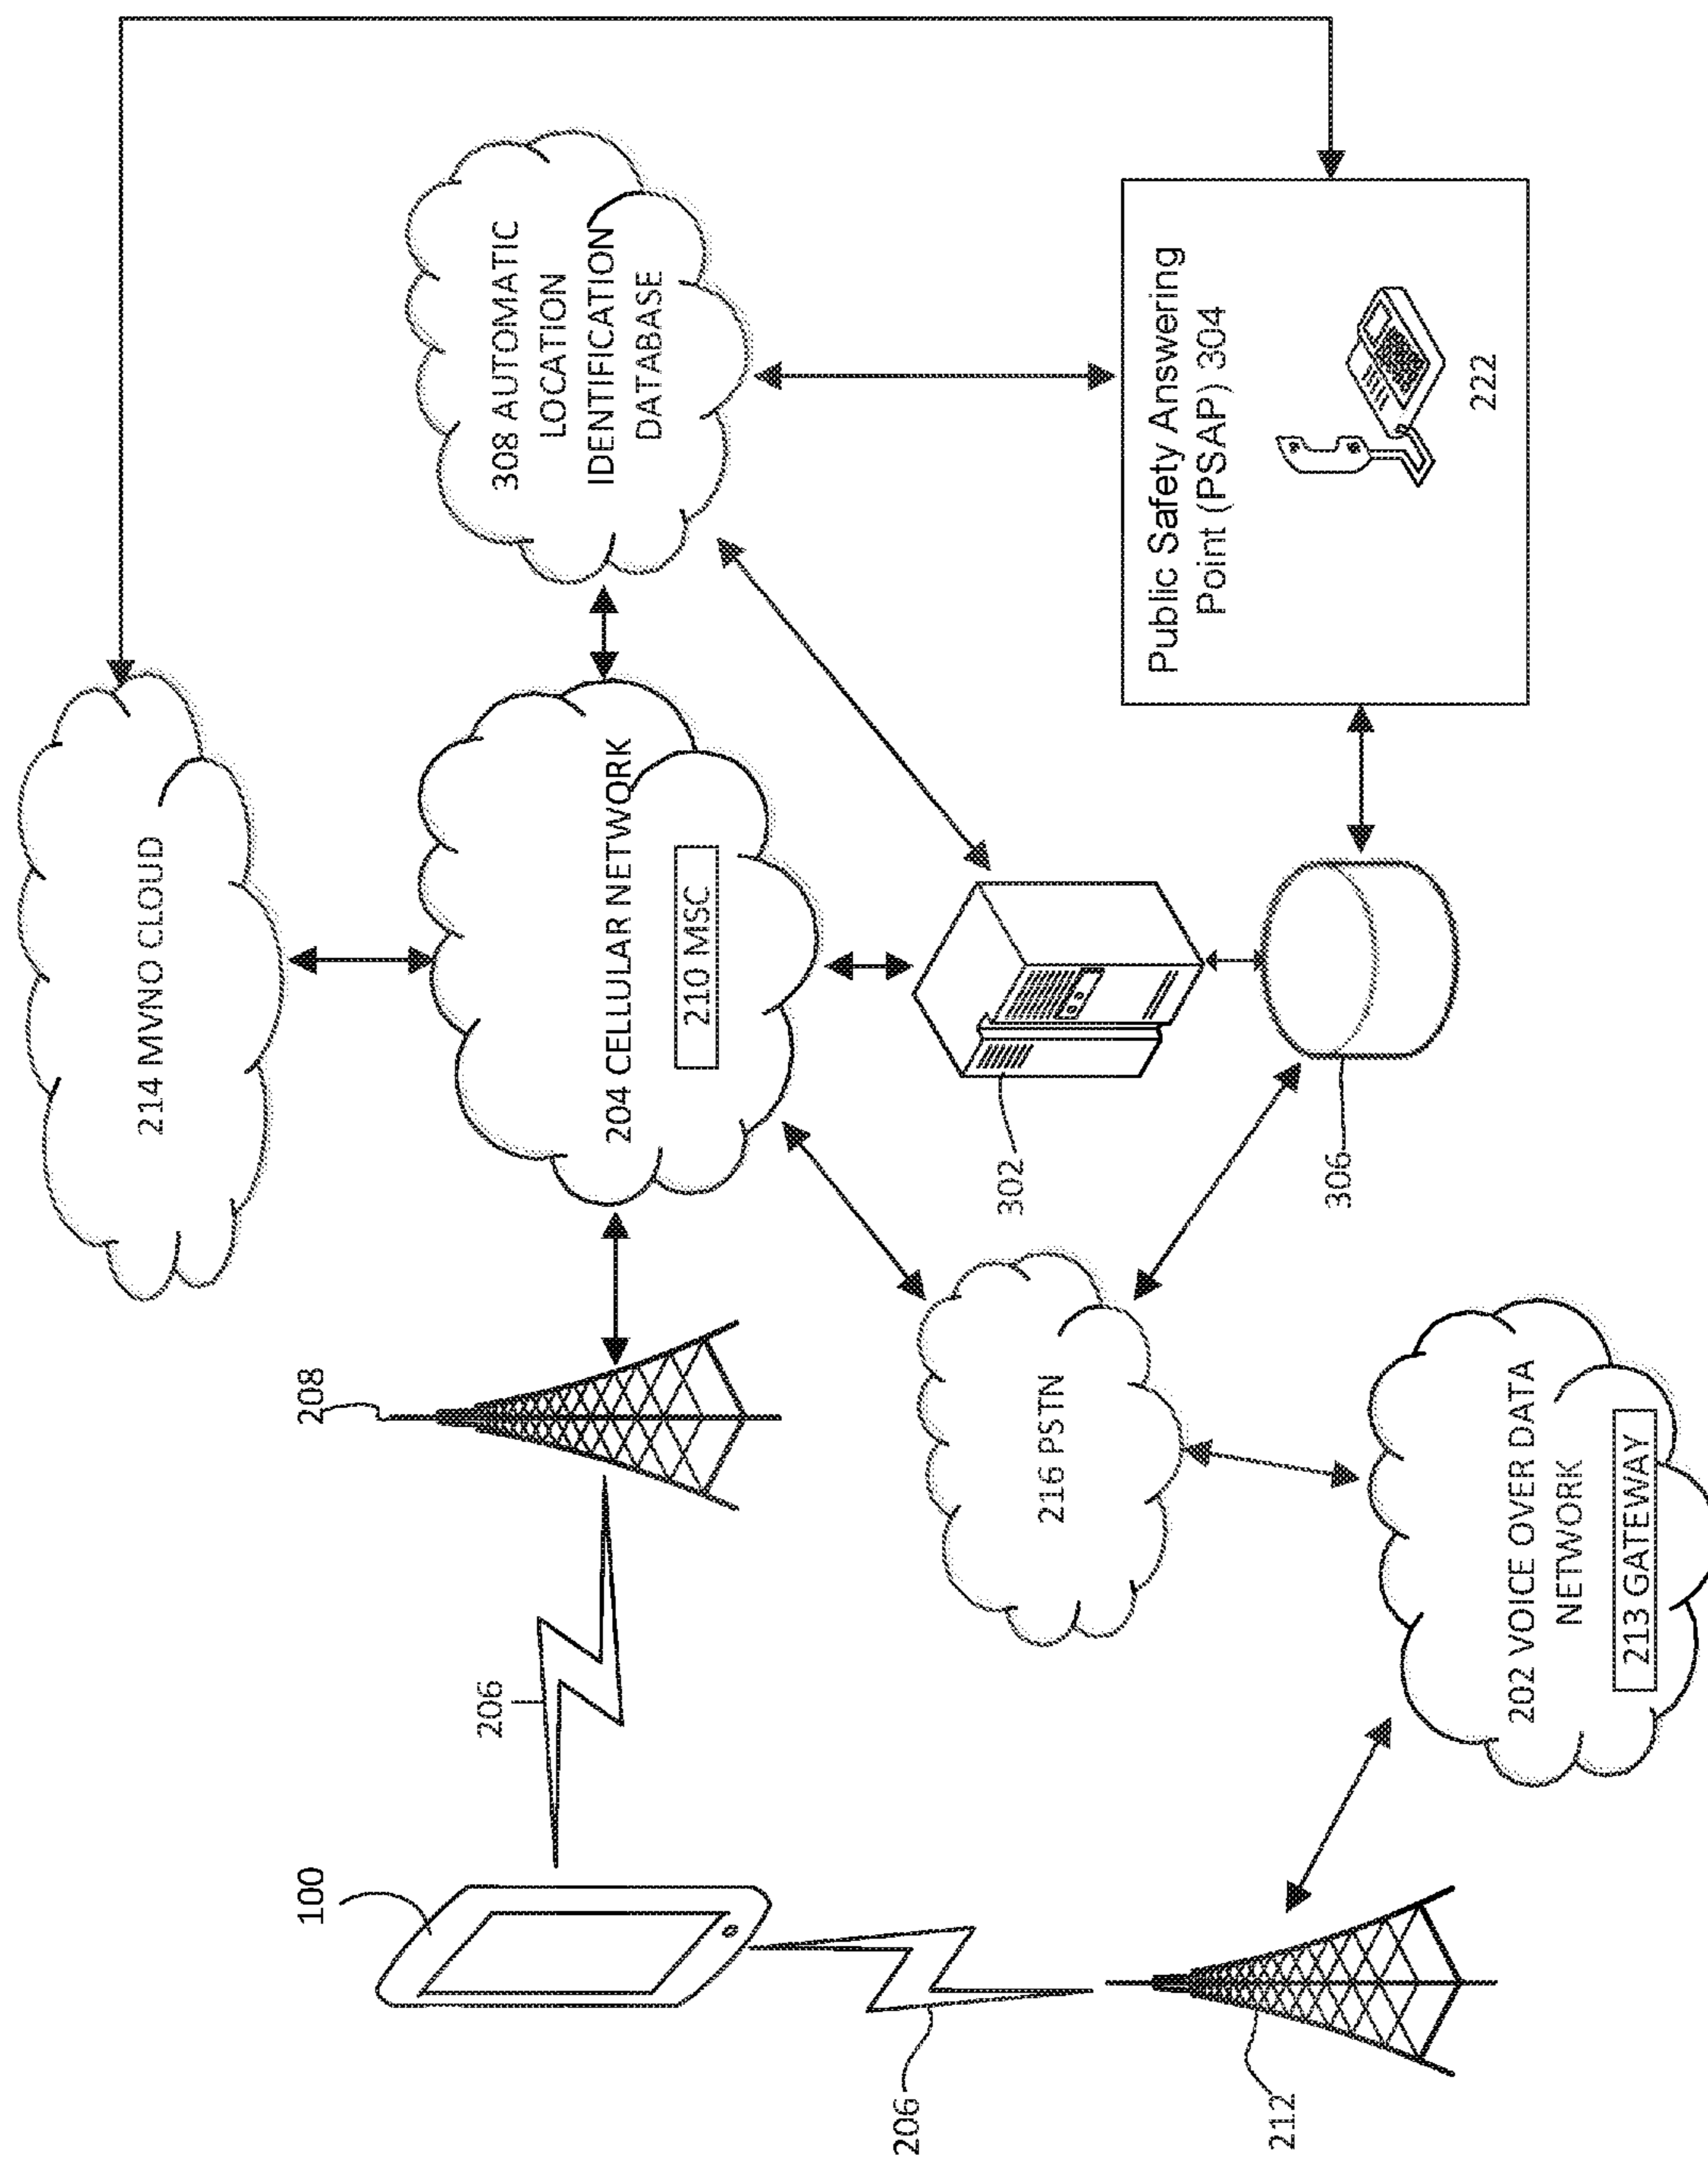 214 MVNO CLOUD
308 AUTOMATIC
LOCATION
IDENTIFICATION
DATABASE
204 CELLULAR NETWORK
210 MSC
208
206
100
302
216 PSTN
Public Safety Answering
Point (PSAP) 304
222
306
202 VOICE OVER DATA
NETWORK
213 GATEWAY
206
212